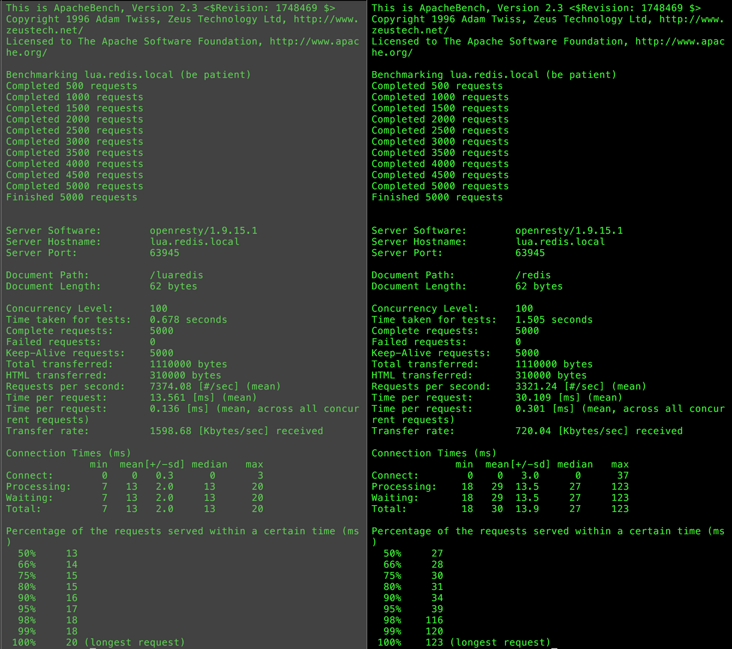 This is ApacheBench, Version 2.3 <$Revision: 1748469 $>
Copyright 1996 Adam Twiss, Zeus Technology Ltd, http://www.
zeustech.net/
Licensed to The Apache Software Foundation, http://www.apac
he.org/

Benchmarking lua.redis.local (be patient)
Completed 500 requests
Completed 1000 requests
Completed 1500 requests
Completed 2000 requests
Completed 2500 requests
Completed 3000 requests
Completed 3500 requests
Completed 4000 requests
Completed 4500 requests
Completed 5000 requests
Finished 5000 requests

Server Software:        openresty/1.9.15.1
Server Hostname:        lua.redis.local
Server Port:            63945

Document Path:          /luaredis
Document Length:        62 bytes

Concurrency Level:      100
Time taken for tests:   0.678 seconds
Complete requests:      5000
Failed requests:        0
Keep-Alive requests:    5000
Total transferred:      1110000 bytes
HTML transferred:       310000 bytes
Requests per second:    7374.08 [#/sec] (mean)
Time per request:       13.561 [ms] (mean)
Time per request:       0.136 [ms] (mean, across all concur
rent requests)
Transfer rate:          1598.68 [Kbytes/sec] received

Connection Times (ms)
              min  mean[+/-sd] median   max
Connect:        0    0   0.3      0       3
Processing:     7   13   2.0     13      20
Waiting:        7   13   2.0     13      20
Total:          7   13   2.0     13      20

Percentage of the requests served within a certain time (ms
)
  50%     13
  66%     14
  75%     15
  80%     15
  90%     16
  95%     17
  98%     18
  99%     18
 100%     20 (longest request)

This is ApacheBench, Version 2.3 <$Revision: 1748469 $>
Copyright 1996 Adam Twiss, Zeus Technology Ltd, http://www.
zeustech.net/
Licensed to The Apache Software Foundation, http://www.apac
he.org/

Benchmarking lua.redis.local (be patient)
Completed 500 requests
Completed 1000 requests
Completed 1500 requests
Completed 2000 requests
Completed 2500 requests
Completed 3000 requests
Completed 3500 requests
Completed 4000 requests
Completed 4500 requests
Completed 5000 requests
Finished 5000 requests

Server Software:        openresty/1.9.15.1
Server Hostname:        lua.redis.local
Server Port:            63945

Document Path:          /redis
Document Length:        62 bytes

Concurrency Level:      100
Time taken for tests:   1.505 seconds
Complete requests:      5000
Failed requests:        0
Keep-Alive requests:    5000
Total transferred:      1110000 bytes
HTML transferred:       310000 bytes
Requests per second:    3321.24 [#/sec] (mean)
Time per request:       30.109 [ms] (mean)
Time per request:       0.301 [ms] (mean, across all concur
rent requests)
Transfer rate:          720.04 [Kbytes/sec] received

Connection Times (ms)
              min  mean[+/-sd] median   max
Connect:        0    0   3.0      0      37
Processing:    18   29  13.5     27     123
Waiting:       18   29  13.5     27     123
Total:         18   30  13.9     27     123

Percentage of the requests served within a certain time (ms
)
  50%     27
  66%     28
  75%     30
  80%     31
  90%     34
  95%     39
  98%    116
  99%    120
 100%    123 (longest request)